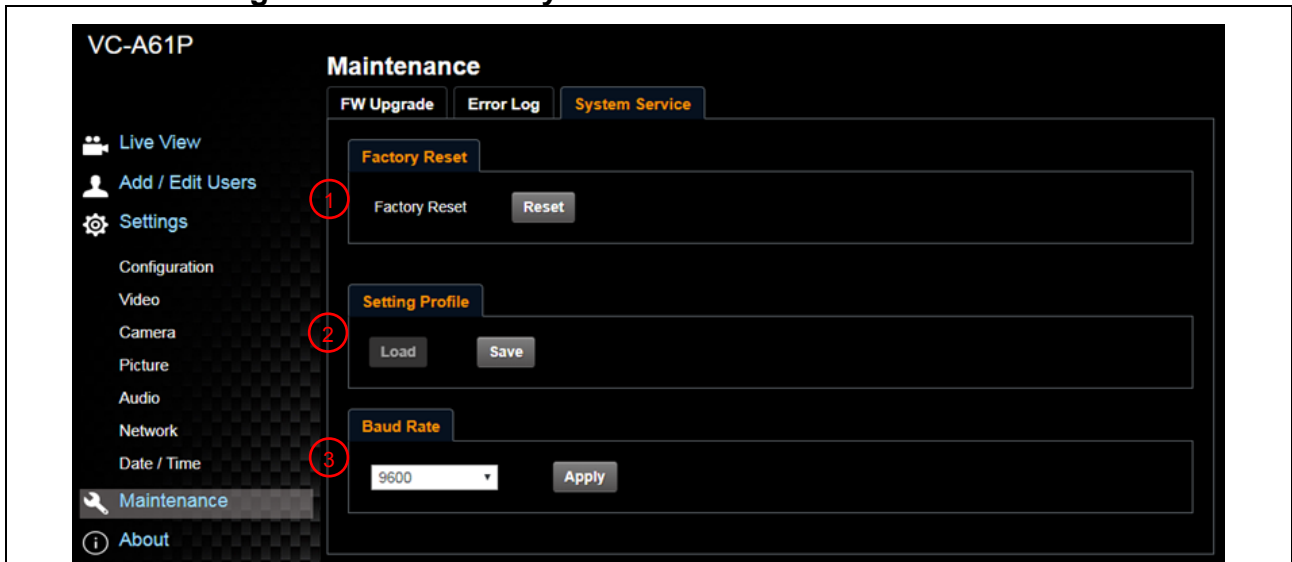 VC-A61P
Maintenance
FW Upgrade Error Log System Service
Live View
Add / Edit Users
Settings
Configuration
Video
Camera
Picture
Audio
Network
Date / Time
Maintenance
About
Factory Reset
1
Factory Reset Reset
Setting Profile
2
Load Save
Baud Rate
3
9600 Apply